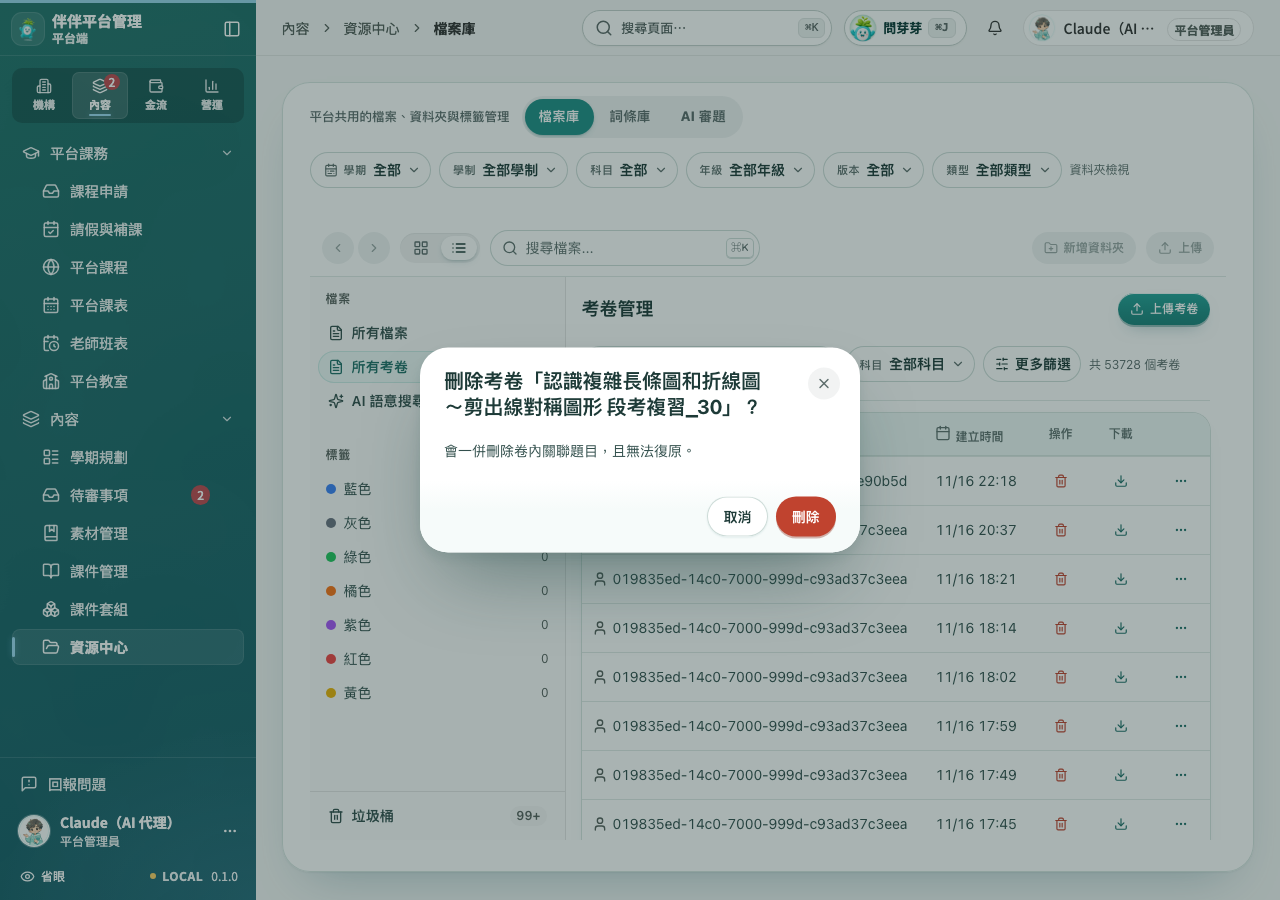 伴伴平台管理
平台端
機構
內容
2
金流
營運
平台課務
課程申請
請假與補課
平台課程
平台課表
老師班表
平台教室
內容
學期規劃
待審事項
2
素材管理
課件管理
課件套組
資源中心
回報問題
Claude（AI 代理）
平台管理員
省眼
LOCAL 0.1.0
內容 > 資源中心 > 檔案庫
搜尋頁面⋯
⌘K
問芽芽
⌘J
Claude（AI ⋯
平台管理員
平台共用的檔案、資料夾與標籤管理
檔案庫
詞條庫
AI 審題
學期 全部
學制 全部學制
科目 全部
年級 全部年級
版本 全部
類型 全部類型
資料夾檢視
搜尋檔案...
⌘K
新增資料夾
上傳
檔案
所有檔案
所有考卷
AI 語意搜尋
標籤
藍色
灰色
綠色 0
橘色 0
紫色 0
紅色 0
黃色 0
垃圾桶 99+
考卷管理
上傳考卷
科目 全部科目
更多篩選
共 53728 個考卷
建立時間
操作
下載
e90b5d 11/16 22:18
7c3eea 11/16 20:37
019835ed-14c0-7000-999d-c93ad37c3eea 11/16 18:21
019835ed-14c0-7000-999d-c93ad37c3eea 11/16 18:14
019835ed-14c0-7000-999d-c93ad37c3eea 11/16 18:02
019835ed-14c0-7000-999d-c93ad37c3eea 11/16 17:59
019835ed-14c0-7000-999d-c93ad37c3eea 11/16 17:49
019835ed-14c0-7000-999d-c93ad37c3eea 11/16 17:45
刪除考卷「認識複雜長條圖和折線圖
～剪出線對稱圖形 段考複習_30」？
會一併刪除卷內關聯題目，且無法復原。
取消
刪除